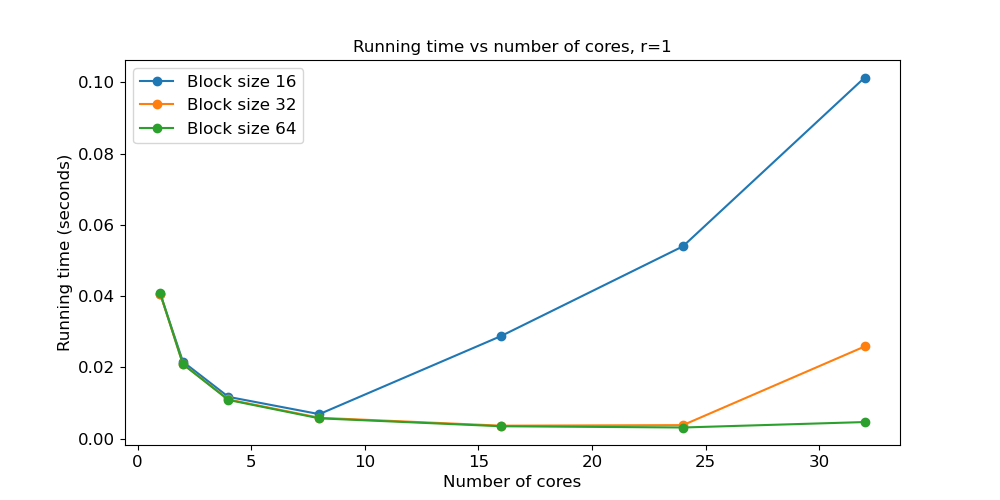 Running time vs number of cores, r=1
Block size 16
Block size 32
Block size 64
Running time (seconds)
0.10
0.08
0.06
0.04
0.02
0.00
0 5 10 15 20 25 30
Number of cores